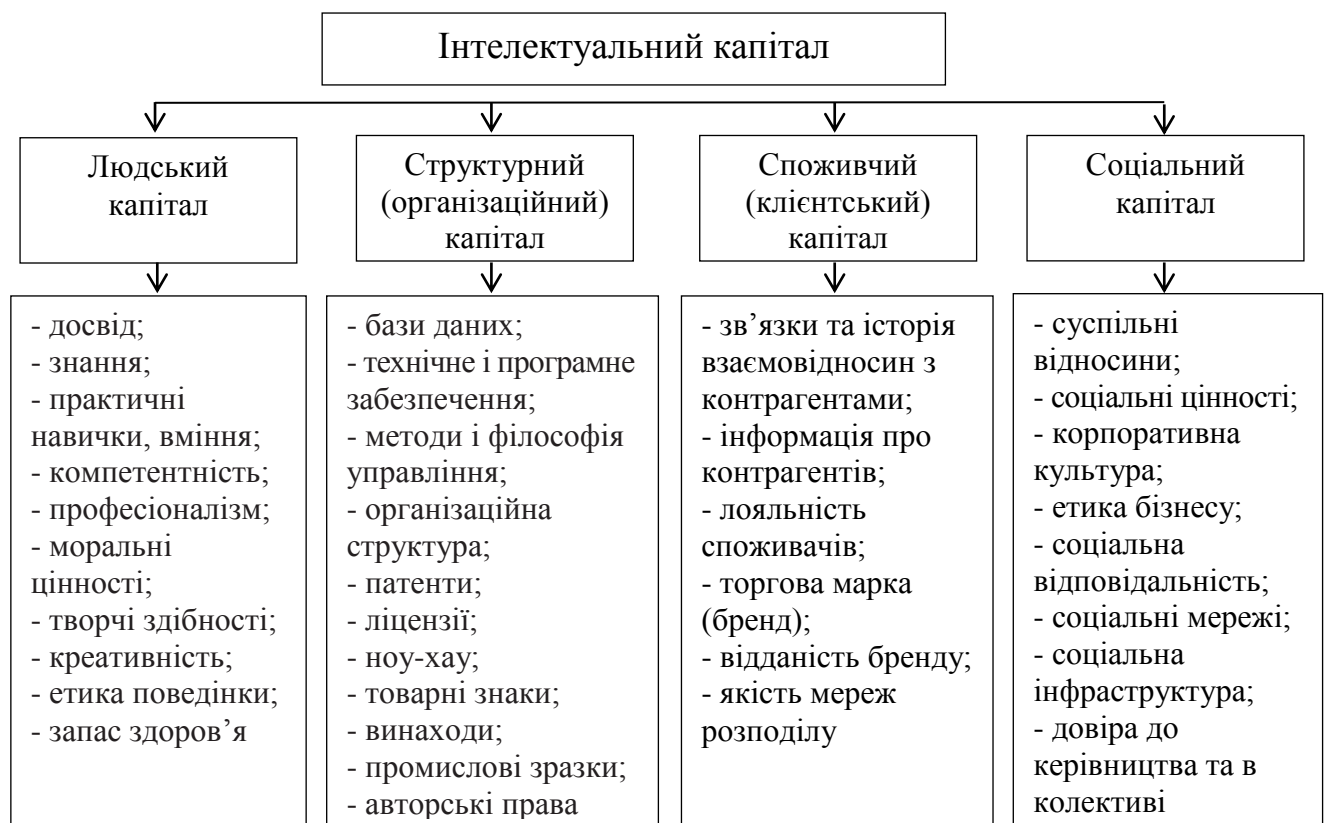 Інтелектуальний капітал
Людський
капітал
Структурний
(організаційний)
капітал
Споживчий
(клієнтський)
капітал
Соціальний
капітал
- досвід;
- знання;
- практичні
навички, вміння;
- компетентність;
- професіоналізм;
- моральні
цінності;
- творчі здібності;
- креативність;
- етика поведінки;
- запас здоров’я
- бази даних;
- технічне і програмне
забезпечення;
- методи і філософія
управління;
- організаційна
структура;
- патенти;
- ліцензії;
- ноу-хау;
- товарні знаки;
- винаходи;
- промислові зразки;
- авторські права
- зв’язки та історія
взаємовідносин з
контрагентами;
- інформація про
контрагентів;
- лояльність
споживачів;
- торгова марка
(бренд);
- відданість бренду;
- якість мереж
розподілу
- суспільні
відносини;
- соціальні цінності;
- корпоративна
культура;
- етика бізнесу;
- соціальна
відповідальність;
- соціальні мережі;
- соціальна
інфраструктура;
- довіра до
керівництва та в
колективі